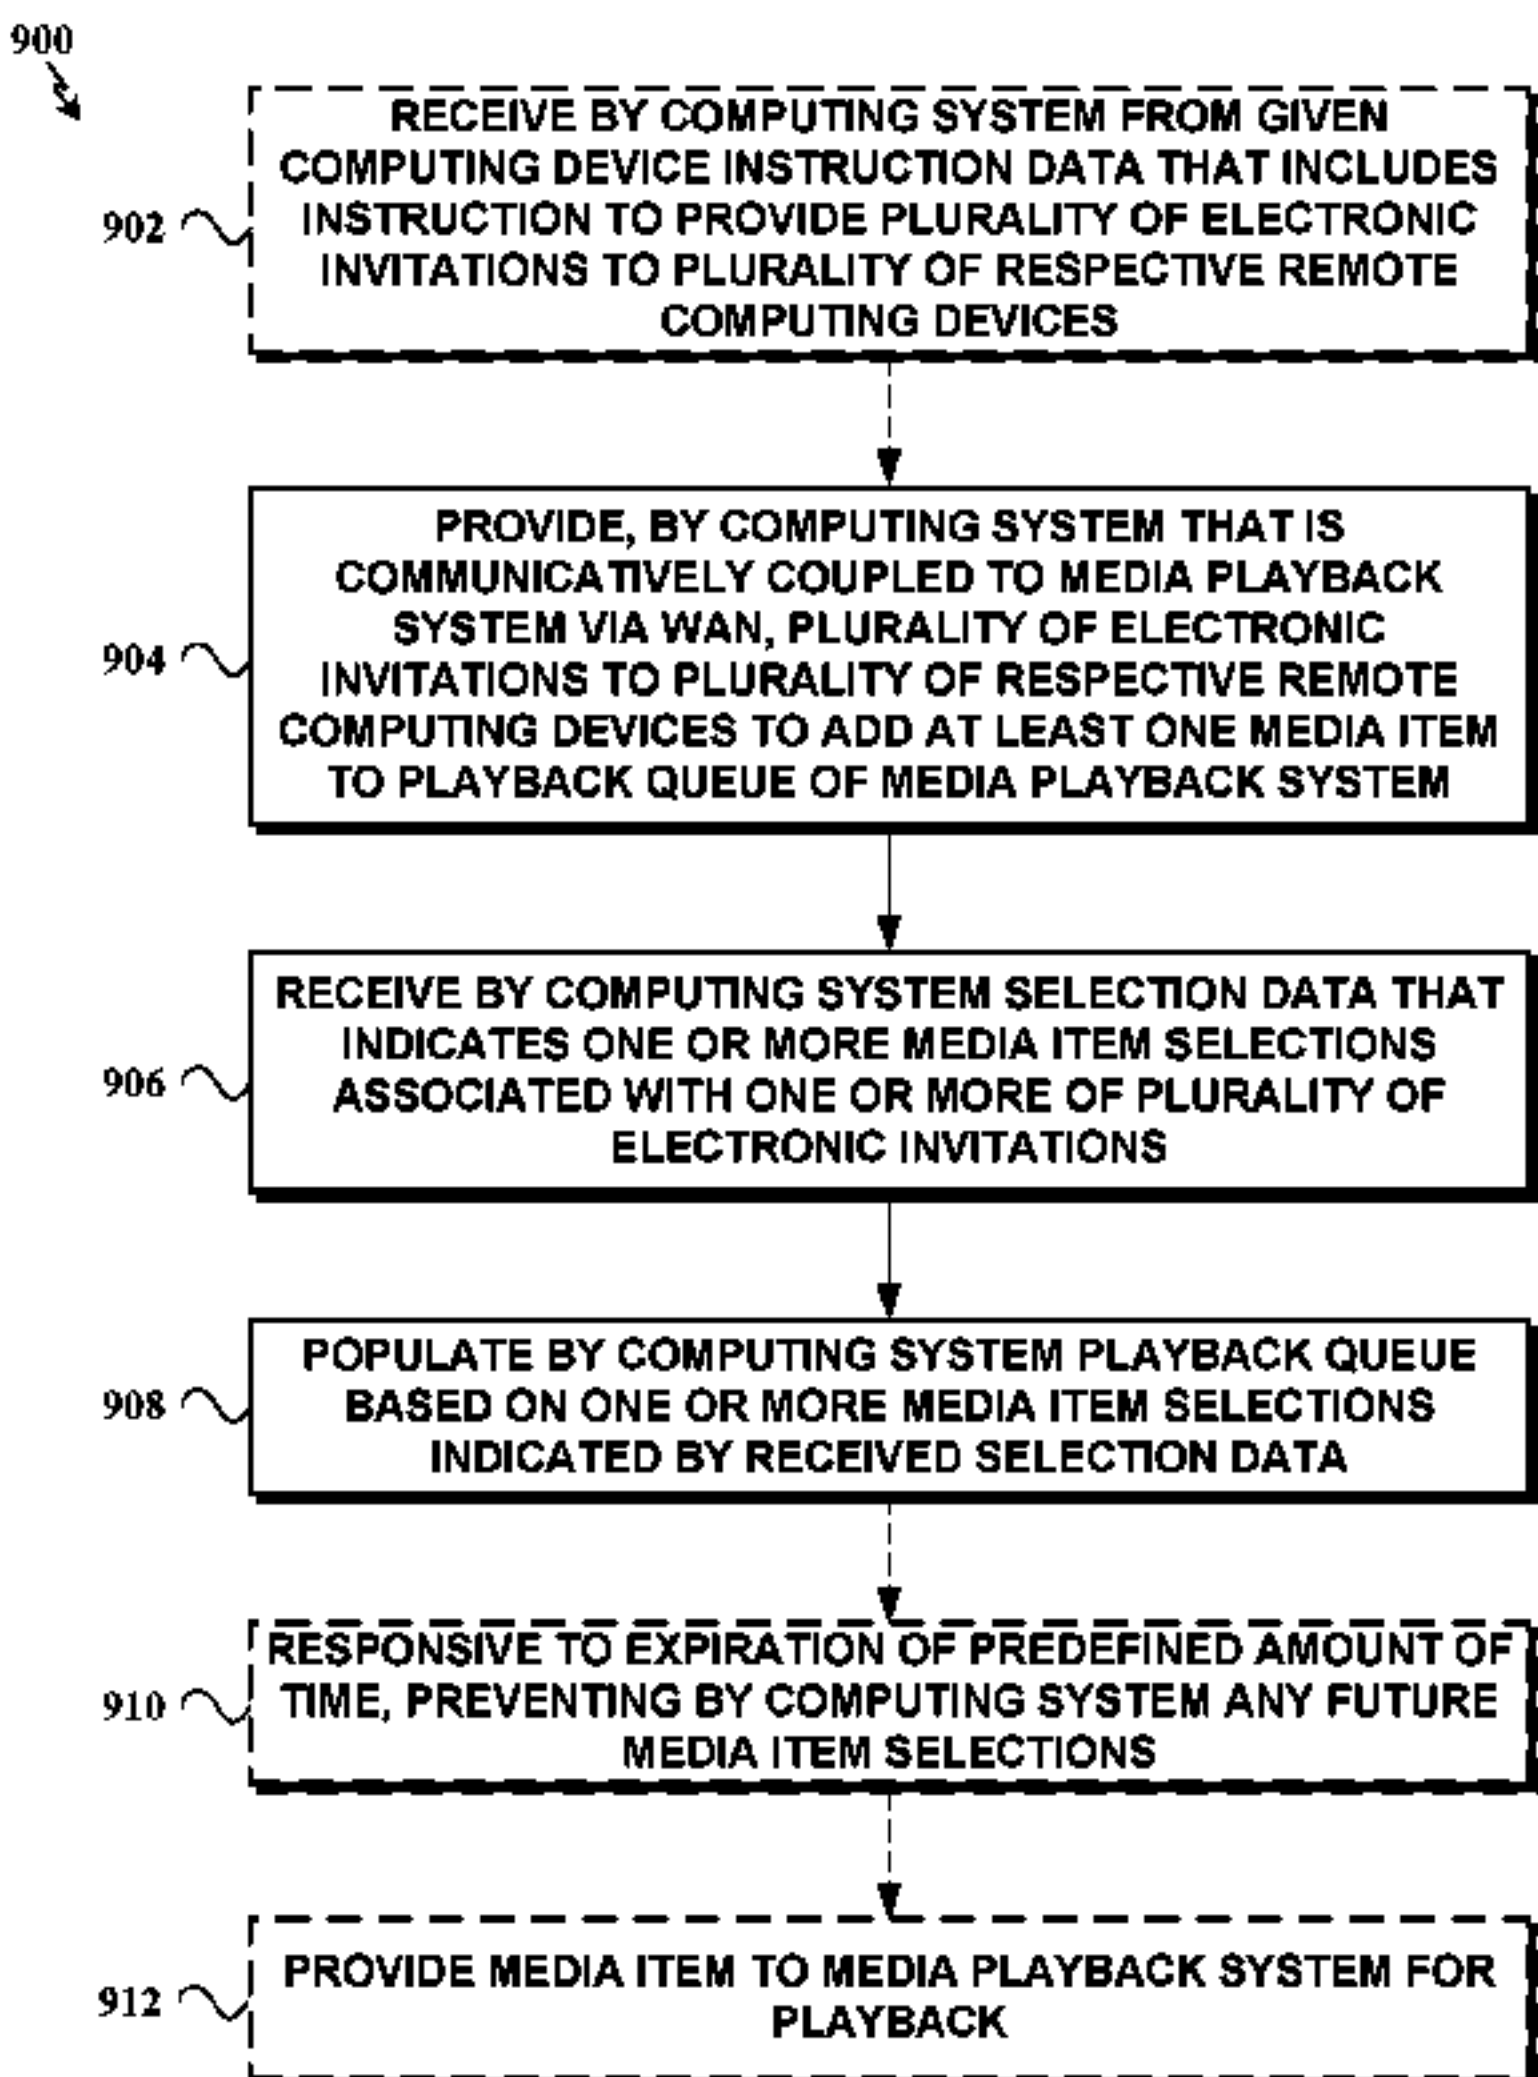 900
RECEIVE BY COMPUTING SYSTEM FROM GIVEN
COMPUTING DEVICE INSTRUCTION DATA THAT INCLUDES
INSTRUCTION TO PROVIDE PLURALITY OF ELECTRONIC
INVITATIONS TO PLURALITY OF RESPECTIVE REMOTE
COMPUTING DEVICES
902
PROVIDE, BY COMPUTING SYSTEM THAT IS
COMMUNICATIVELY COUPLED TO MEDIA PLAYBACK
SYSTEM VIA WAN, PLURALITY OF ELECTRONIC
INVITATIONS TO PLURALITY OF RESPECTIVE REMOTE
COMPUTING DEVICES TO ADD AT LEAST ONE MEDIA ITEM
TO PLAYBACK QUEUE OF MEDIA PLAYBACK SYSTEM
904
RECEIVE BY COMPUTING SYSTEM SELECTION DATA THAT
INDICATES ONE OR MORE MEDIA ITEM SELECTIONS
ASSOCIATED WITH ONE OR MORE OF PLURALITY OF
ELECTRONIC INVITATIONS
906
POPULATE BY COMPUTING SYSTEM PLAYBACK QUEUE
BASED ON ONE OR MORE MEDIA ITEM SELECTIONS
INDICATED BY RECEIVED SELECTION DATA
908
RESPONSIVE TO EXPIRATION OF PREDEFINED AMOUNT OF
TIME, PREVENTING BY COMPUTING SYSTEM ANY FUTURE
MEDIA ITEM SELECTIONS
910
PROVIDE MEDIA ITEM TO MEDIA PLAYBACK SYSTEM FOR
PLAYBACK
912